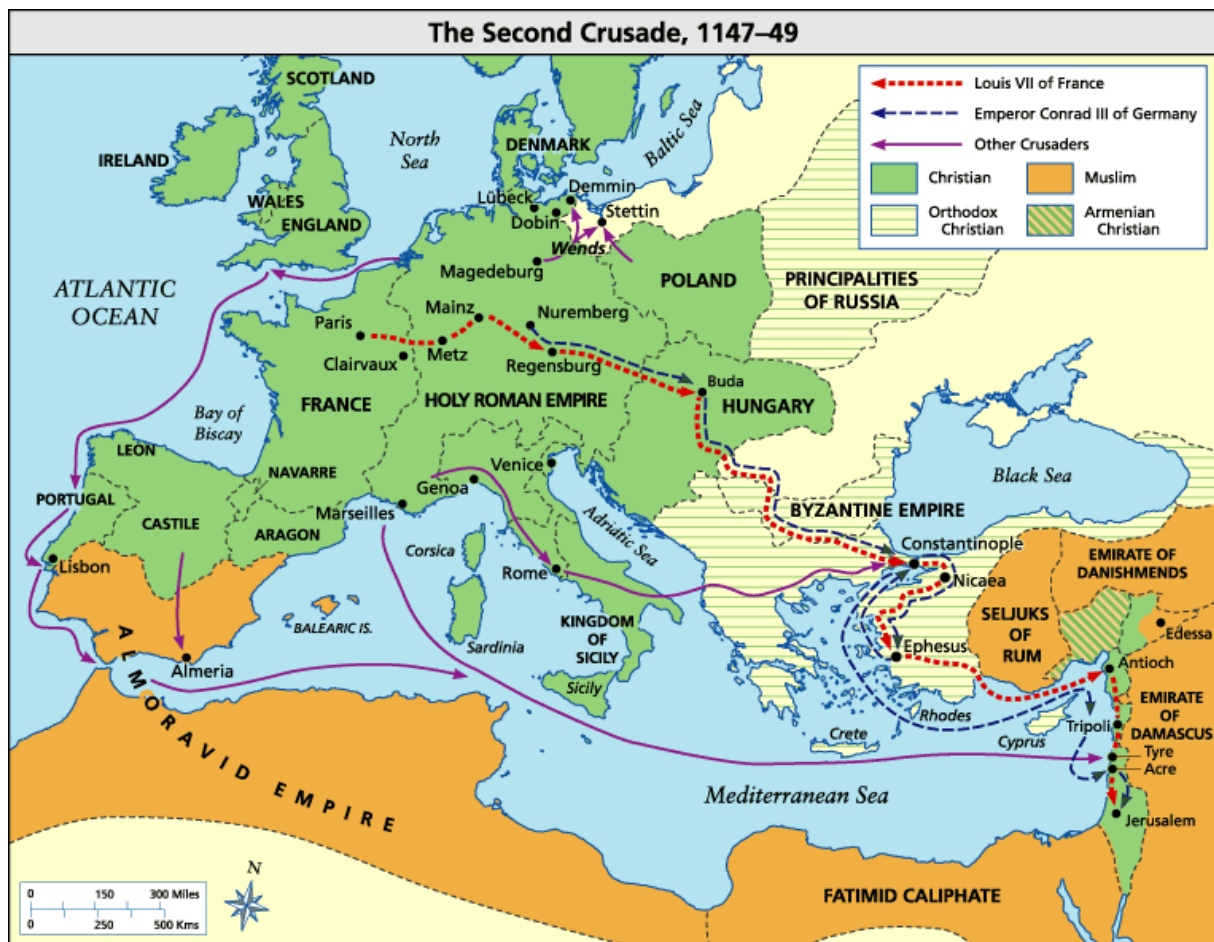 The Second Crusade, 1147–49
Louis VII of France
Emperor Conrad III of Germany
Other Crusaders
Christian
Muslim
Orthodox
Christian
Armenian
Christian
SCOTLAND
North
Sea
IRELAND
DENMARK
Baltic Sea
WALES
ENGLAND
Lübeck
Demmin
Dobin
Stettin
Wends
Magedeburg
POLAND
PRINCIPALITIES
OF RUSSIA
ATLANTIC
OCEAN
Paris
Mainz
Nuremberg
Clairvaux
Metz
Regensburg
Buda
FRANCE
HOLY ROMAN EMPIRE
HUNGARY
Bay of
Biscay
LEON
NAVARRE
Venice
Genoa
Black Sea
PORTUGAL
CASTILE
ARAGON
Marseilles
Corsica
Adriatic Sea
BYZANTINE EMPIRE
Constantinople
Lisbon
Rome
Nicaea
EMIRATE OF
DANISHMENDS
BALEARIC IS.
Sardinia
KINGDOM
OF
SICILY
SELJUKS
OF
RUM
Edessa
Almeria
Ephesus
Antioch
Sicily
Rhodes
Crete
Cyprus
Tripoli
EMIRATE
OF
DAMASCUS
Tyre
Acre
ALMORAVID EMPIRE
Mediterranean Sea
Jerusalem
FATIMID CALIPHATE
N
0 150 300 Miles
0 250 500 Kms